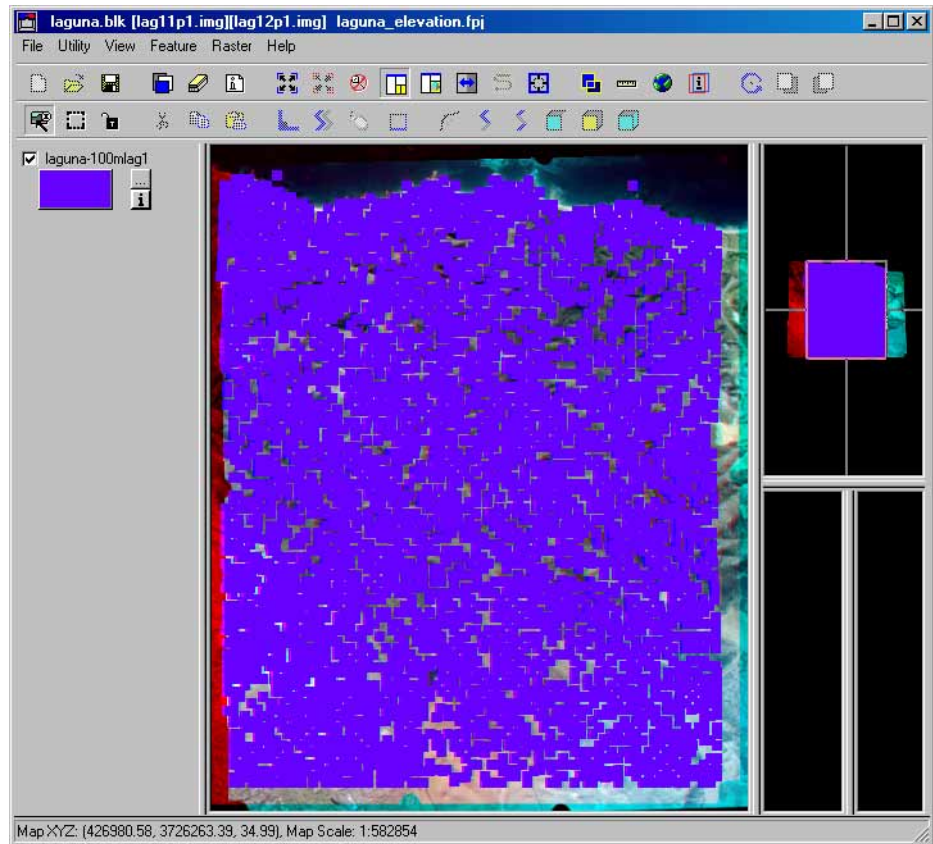 laguna.blk [lag11p1.img][lag12p1.img] laguna_elevation.fpj
File Utility View Feature Raster Help
laguna-100mlag1
...
i
Map XYZ: (426980.58, 3726263.39, 34.99), Map Scale: 1:582854